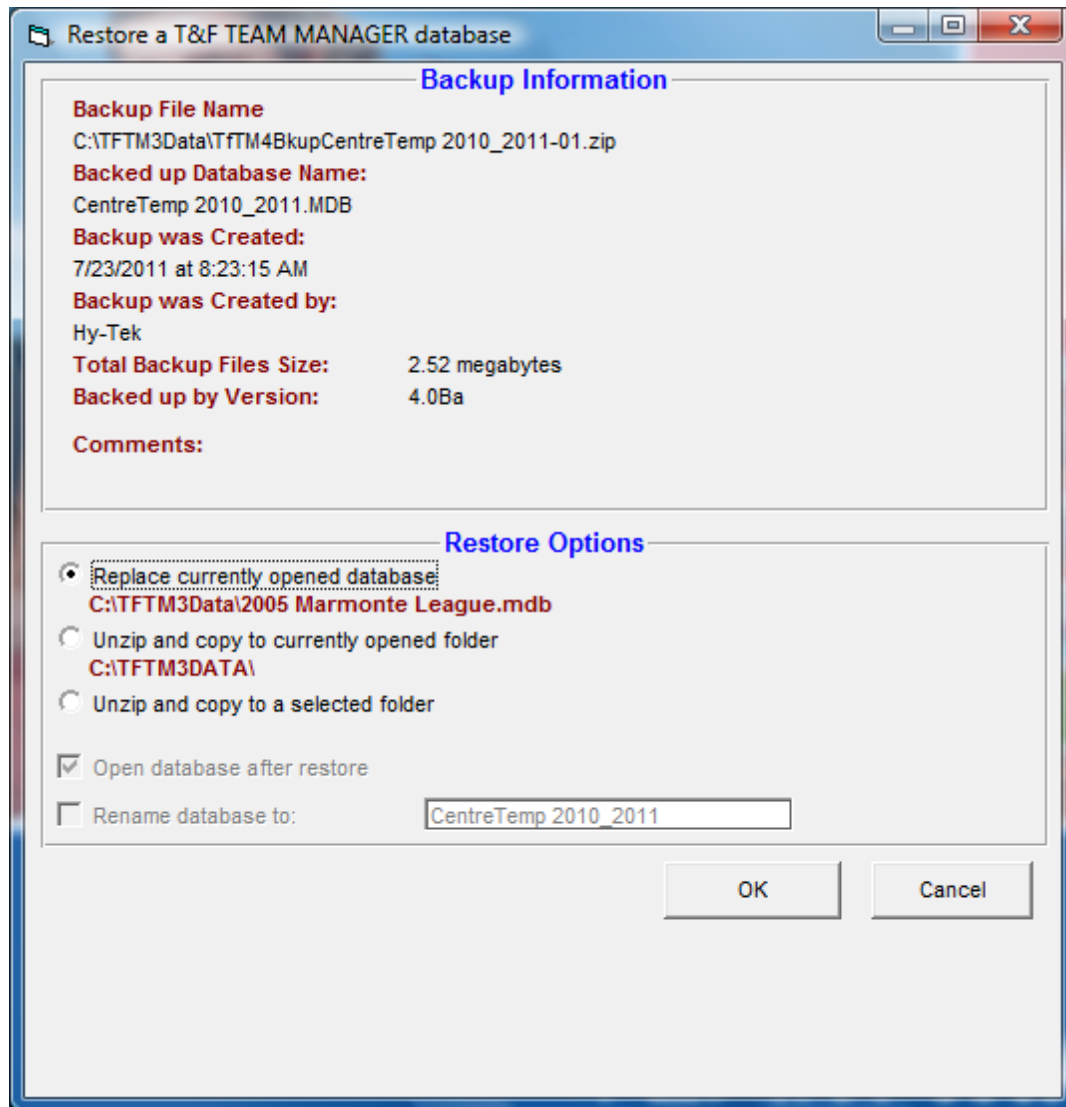 Restore a T&F TEAM MANAGER database
Backup Information
Backup File Name
C:\TFTM3Data\TfTM4BkupCentreTemp 2010_2011-01.zip
Backed up Database Name:
CentreTemp 2010_2011.MDB
Backup was Created:
7/23/2011 at 8:23:15 AM
Backup was Created by:
Hy-Tek
Total Backup Files Size: 2.52 megabytes
Backed up by Version: 4.0Ba
Comments:
Restore Options
Replace currently opened database
C:\TFTM3Data\2005 Marmonte League.mdb
Unzip and copy to currently opened folder
C:\TFTM3DATA\
Unzip and copy to a selected folder
Open database after restore
Rename database to: CentreTemp 2010_2011
OK Cancel